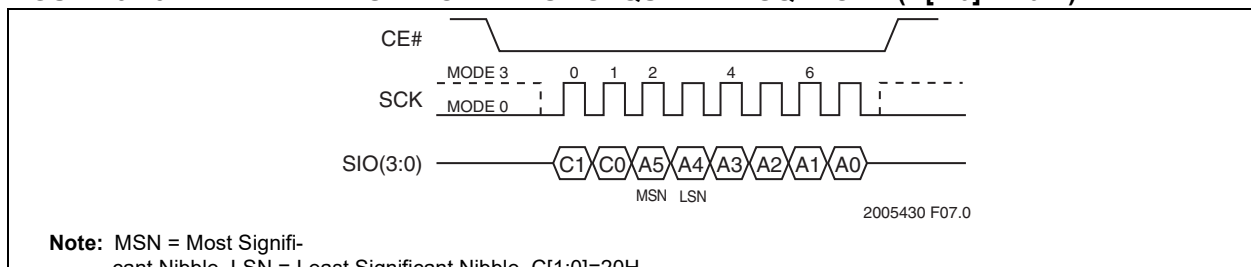 CE#
MODE 3 0 1 2 4 6
SCK
MODE 0
SIO(3:0) C1 C0 A5 A4 A3 A2 A1 A0
MSN LSN
2005430 F07.0
Note: MSN = Most Signifi-
cant Nibble, LSN = Least Significant Nibble, C[1:0]=20H